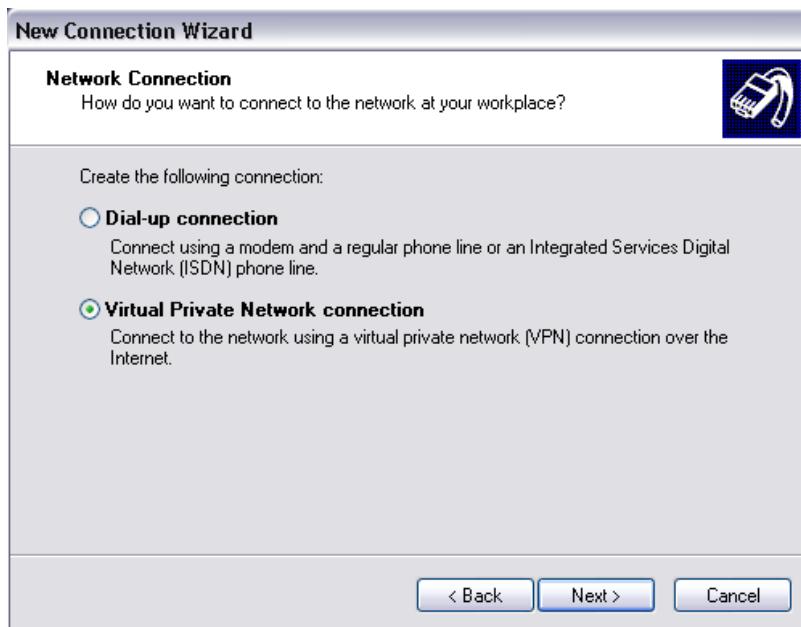 New Connection Wizard
Network Connection
How do you want to connect to the network at your workplace?
Create the following connection:
Dial-up connection
Connect using a modem and a regular phone line or an Integrated Services Digital
Network (ISDN) phone line.
Virtual Private Network connection
Connect to the network using a virtual private network (VPN) connection over the
Internet.
< Back Next > Cancel